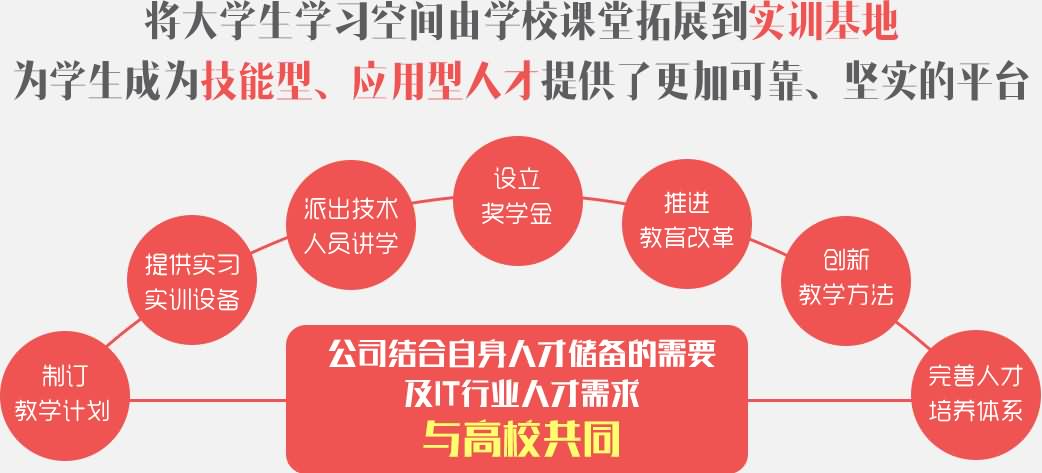 将大学生学习空间由学校课堂拓展到实训基地
为学生成为技能型、应用型人才提供了更加可靠、坚实的平台
制订
教学计划
提供实习
实训设备
派出技术
人员讲学
设立
奖学金
推进
教育改革
创新
教学方法
完善人才
培养体系
公司结合自身人才储备的需要
及IT行业人才需求
与高校共同